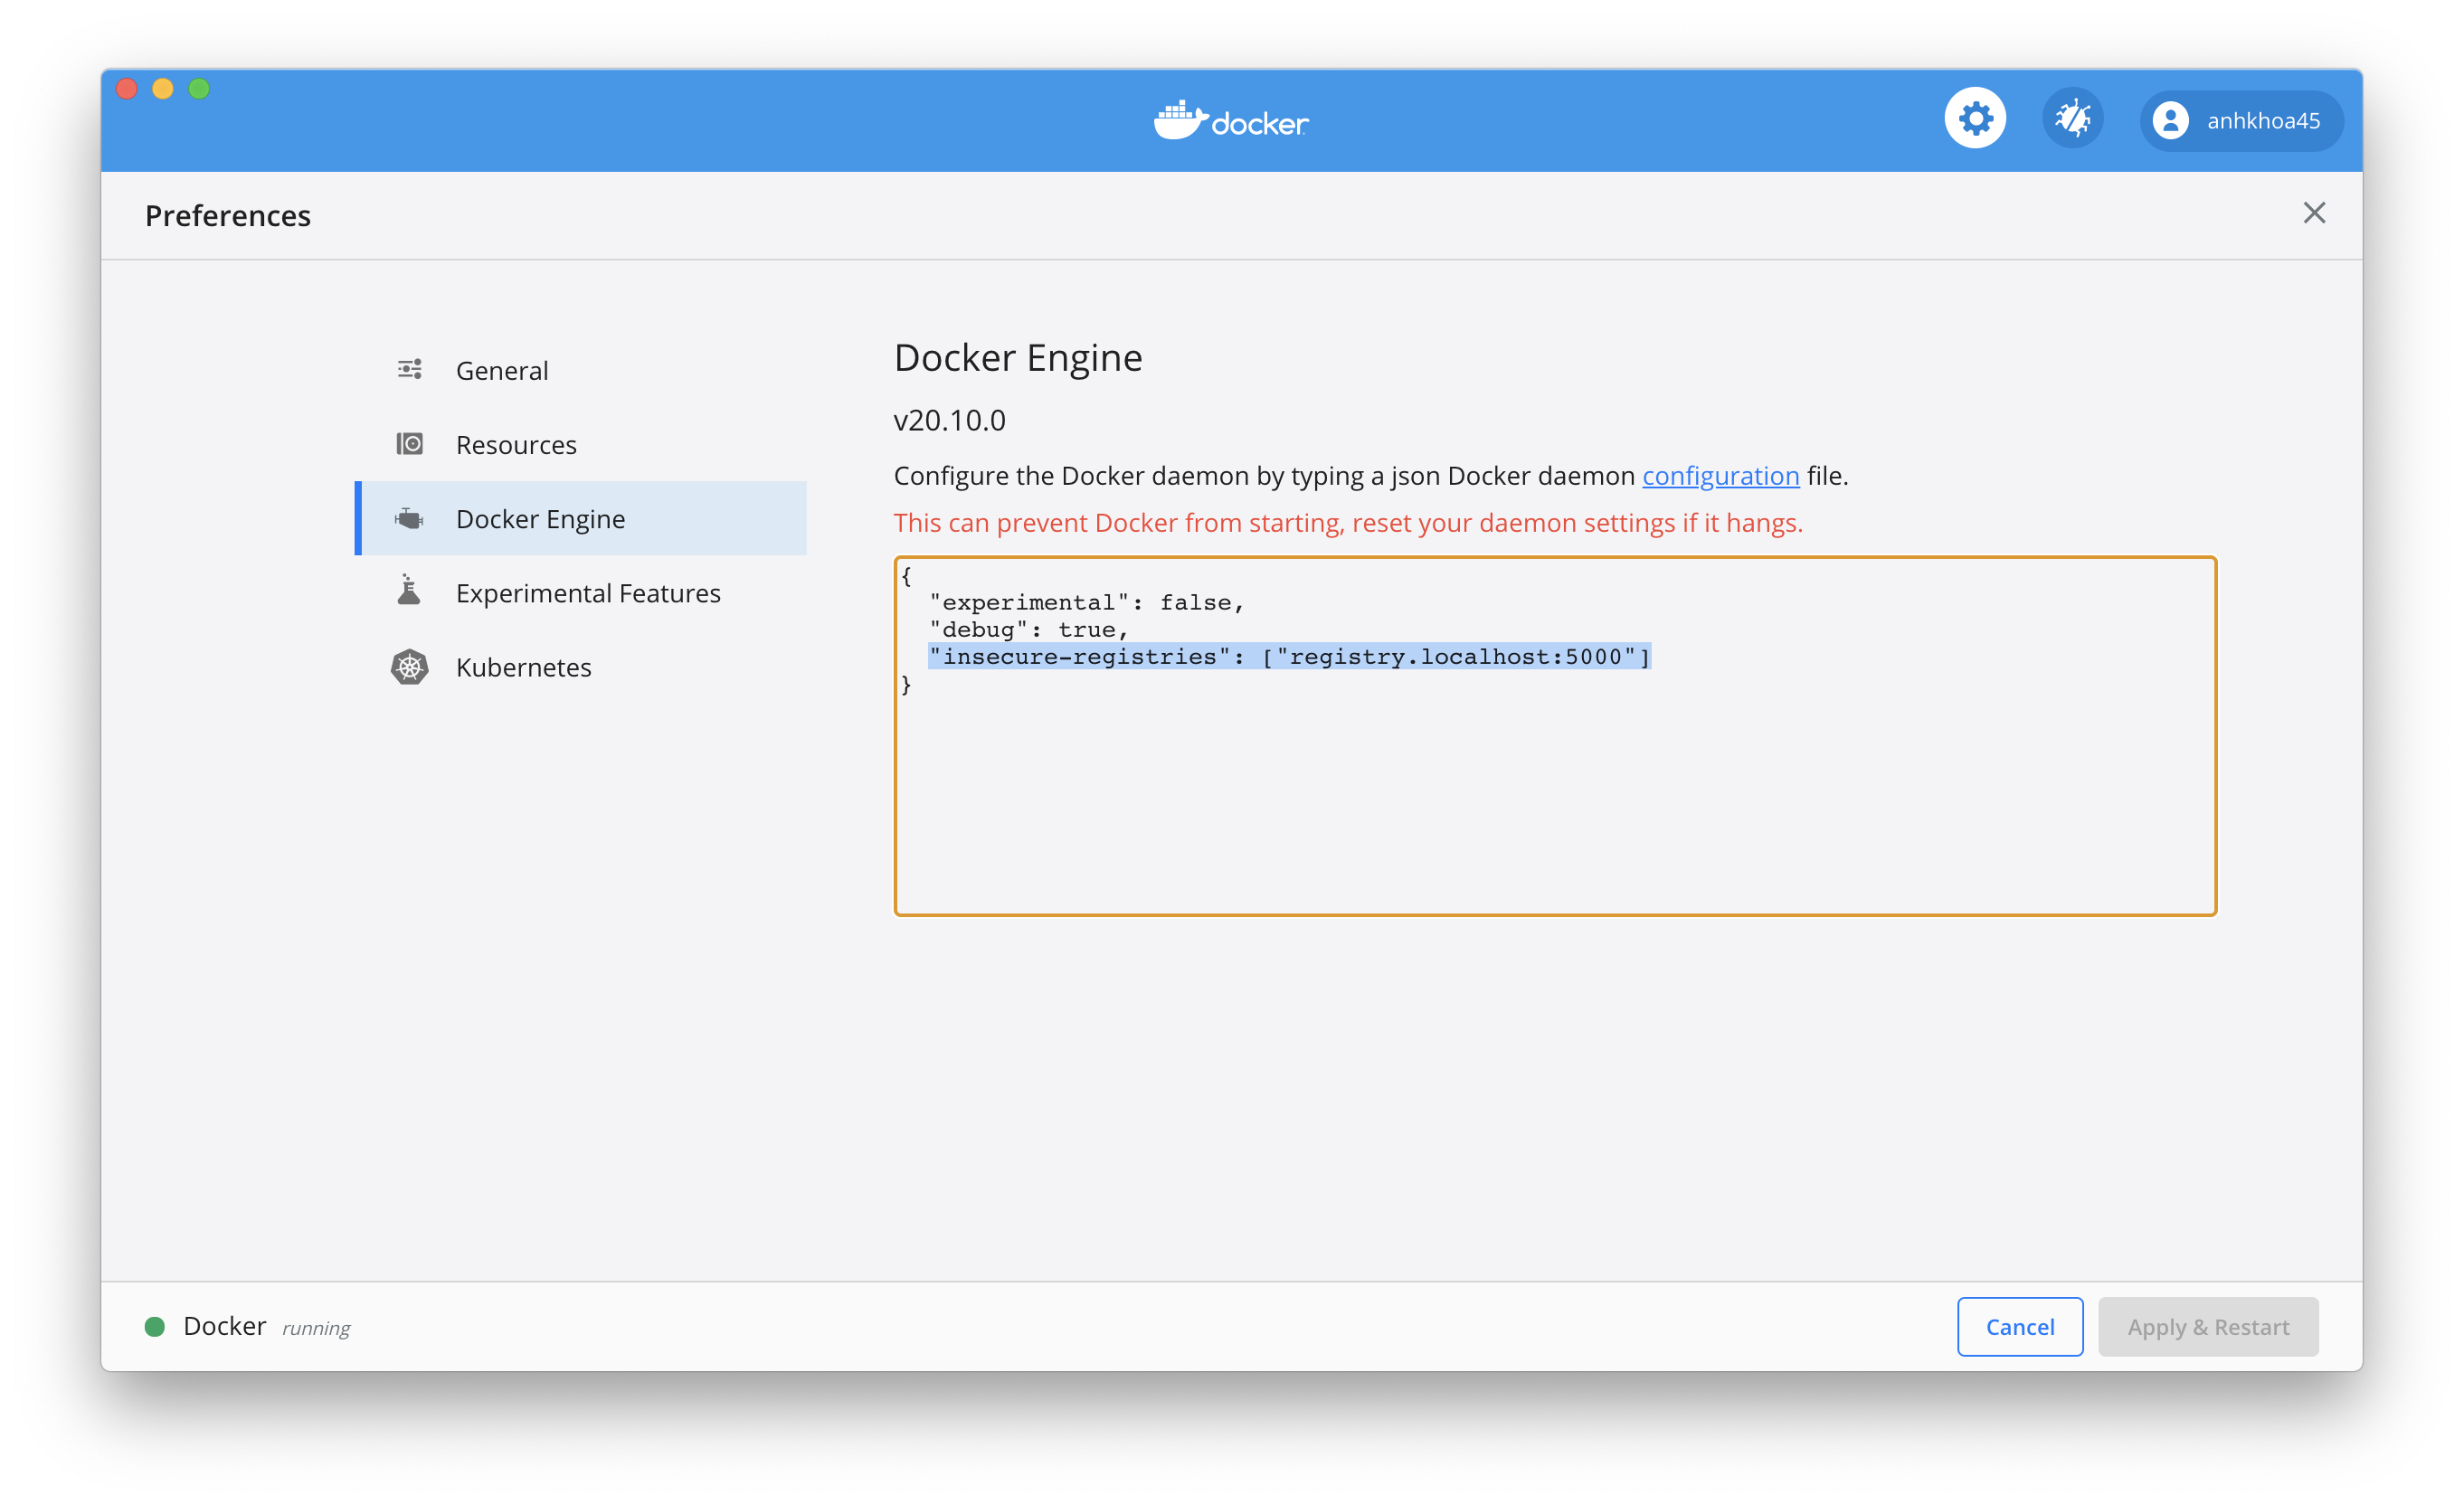 docker
anhkhoa45
Preferences
General
Resources
Docker Engine
Experimental Features
Kubernetes
Docker Engine
v20.10.0
Configure the Docker daemon by typing a json Docker daemon configuration file.
This can prevent Docker from starting, reset your daemon settings if it hangs.
{
  "experimental": false,
  "debug": true,
  "insecure-registries": ["registry.localhost:5000"]
}
Docker running
Cancel
Apply & Restart